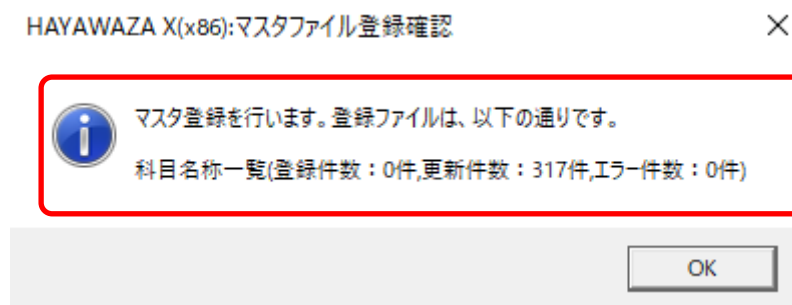 HAYAWAZA X(x86):マスタファイル登録確認
マスタ登録を行います。登録ファイルは、以下の通りです。
科目名称一覧(登録件数：0件,更新件数：317件,エラー件数：0件)
OK